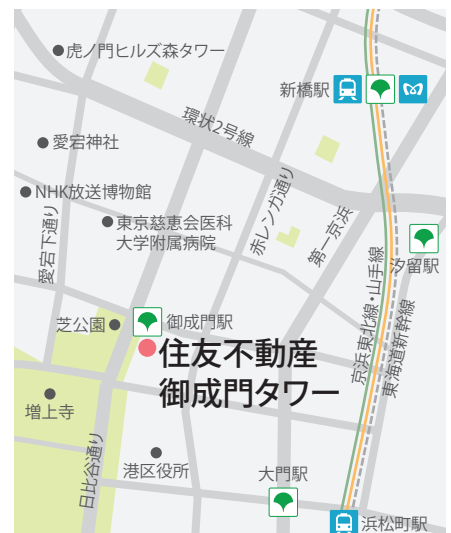 虎ノ門ヒルズ森タワー
新橋駅
環状2号線
愛宕神社
NHK放送博物館
赤レンガ通り
第一京浜
東京慈恵会医科
大学附属病院
愛宕下通り
汐留駅
京浜東北線・山手線
東海道新幹線
芝公園
御成門駅
住友不動産
御成門タワー
増上寺
日比谷通り
港区役所
大門駅
浜松町駅